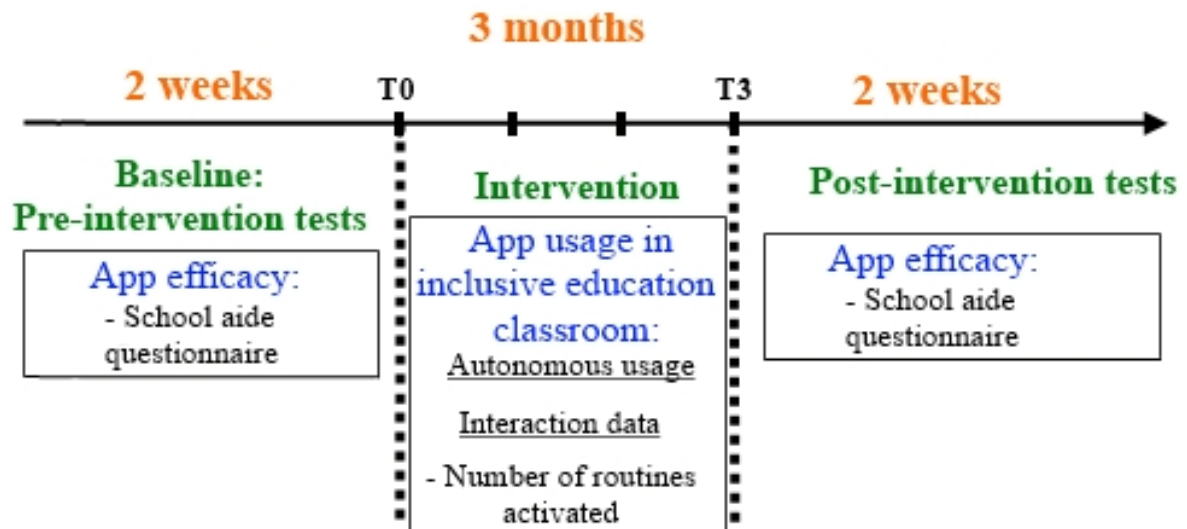 3 months
2 weeks
T0
T3
2 weeks
Baseline:
Pre-intervention tests
App efficacy:
- School aide
questionnaire
Intervention
App usage in
inclusive education
classroom:
Autonomous usage
Interaction data
- Number of routines
activated
Post-intervention tests
App efficacy:
- School aide
questionnaire